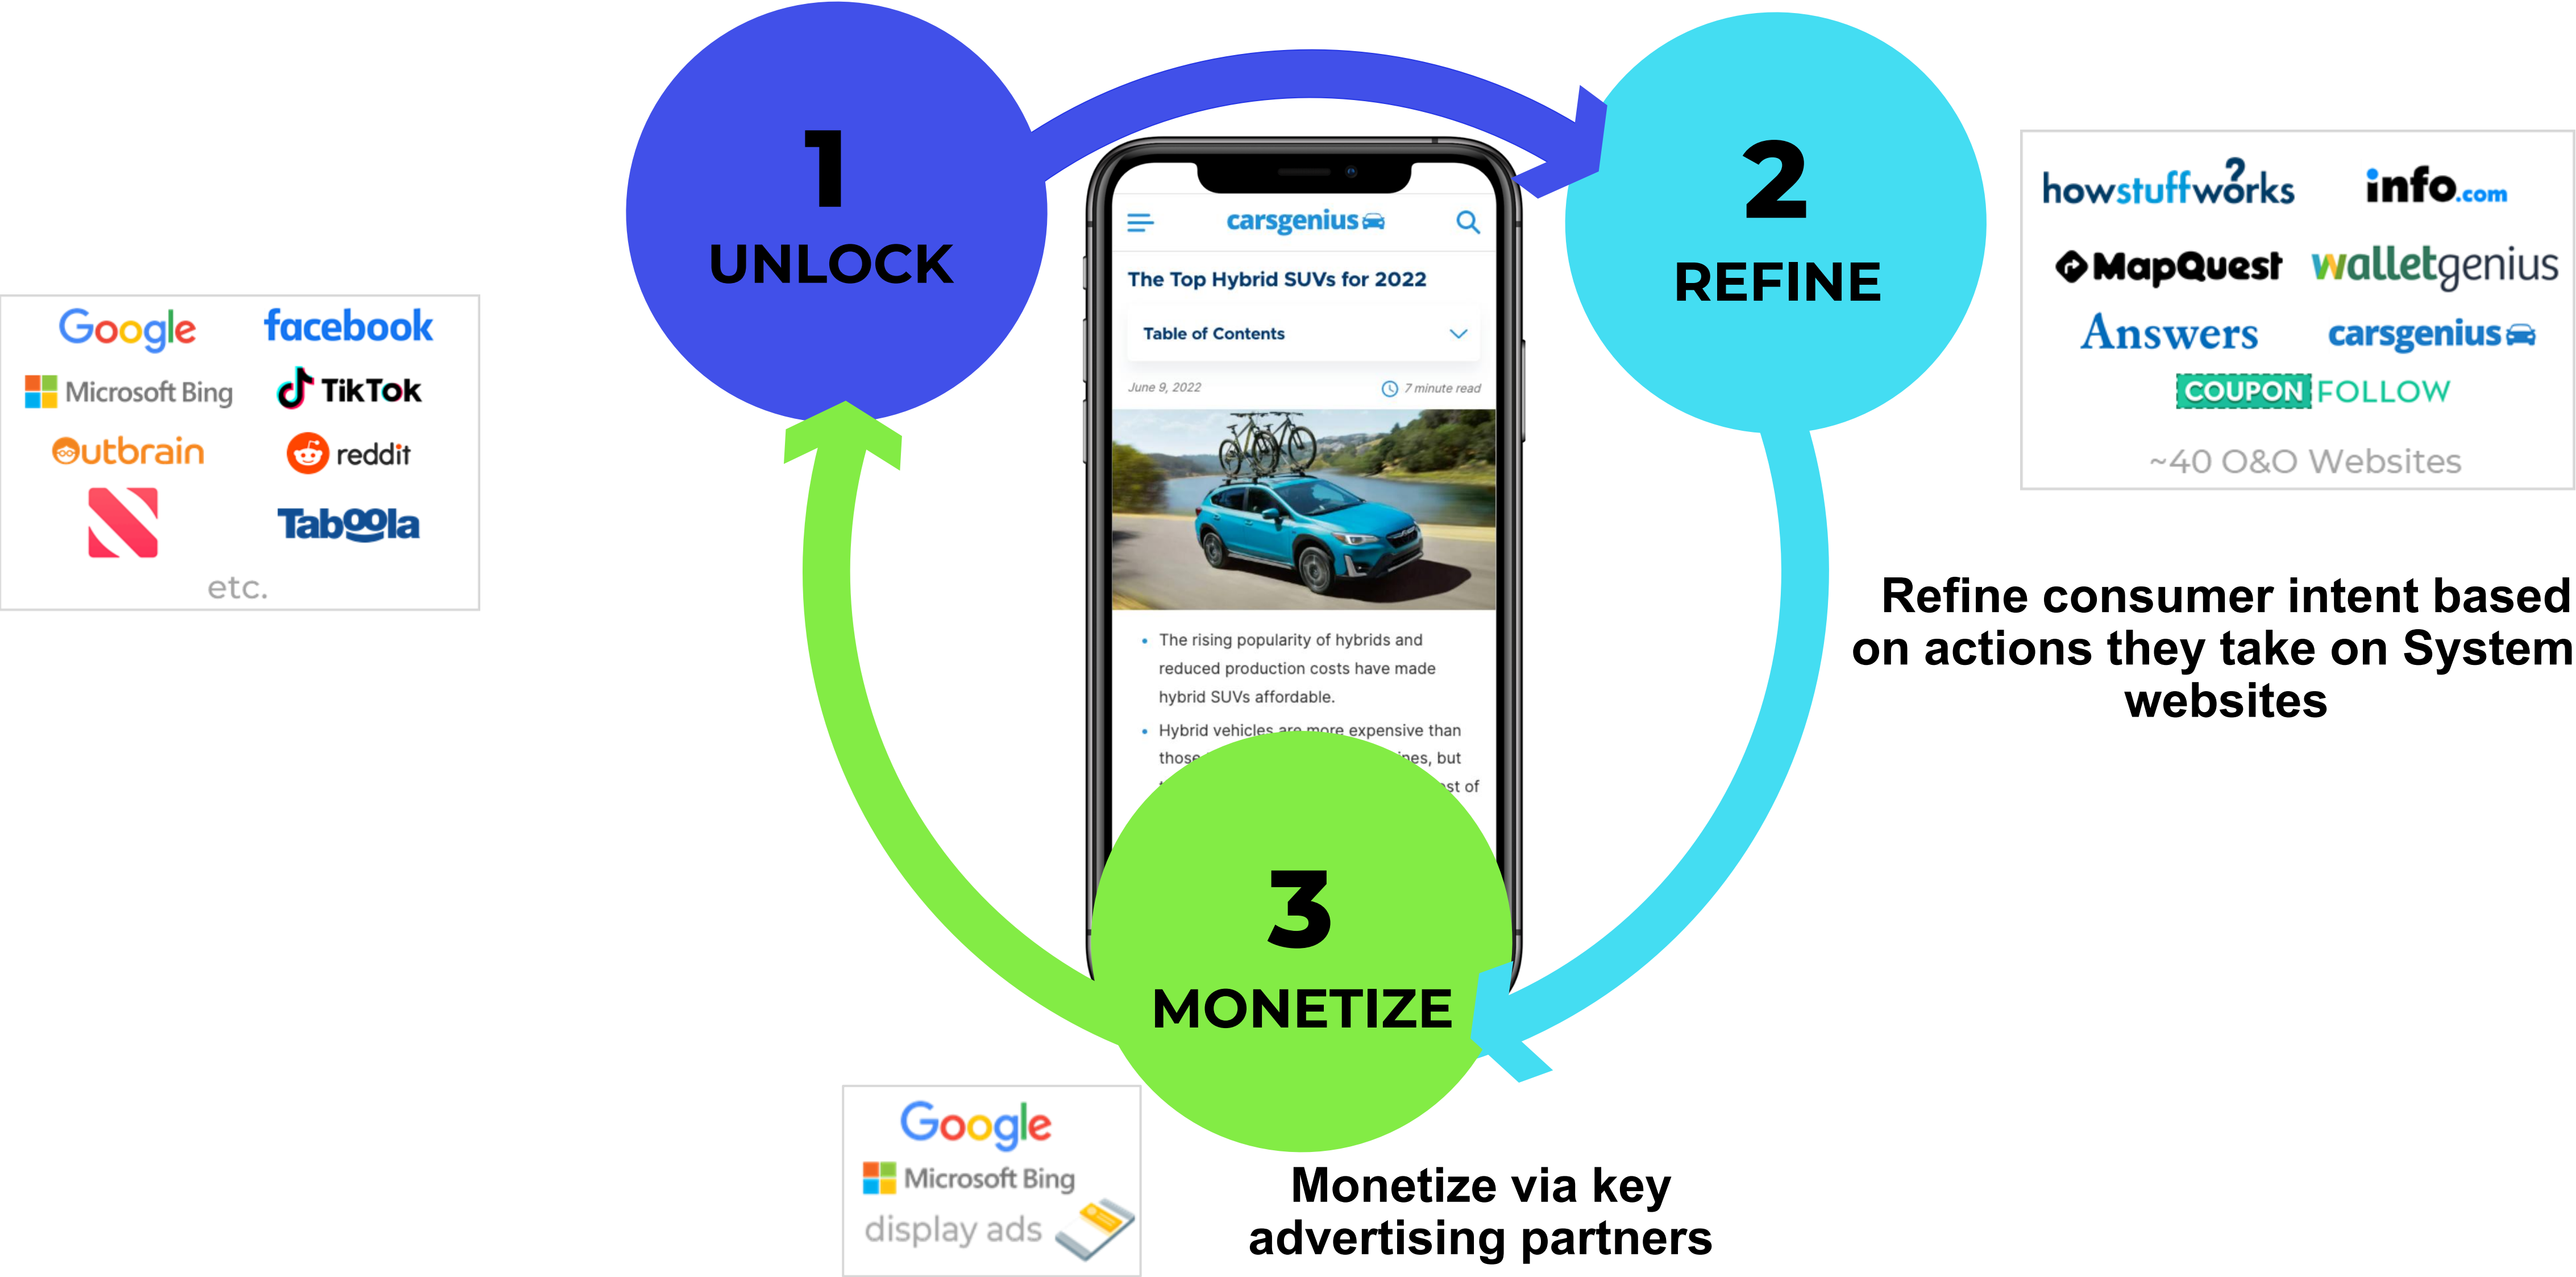 1
UNLOCK
Google
facebook
Microsoft Bing
TikTok
Outbrain
reddit
Taboola
etc.
carsgenius
The Top Hybrid SUVs for 2022
Table of Contents
June 9, 2022
7 minute read
The rising popularity of hybrids and
reduced production costs have made
hybrid SUVs affordable.
Hybrid vehicles are more expensive than
those
but
of
2
REFINE
howstuffworks
info.com
MapQuest
walletgenius
Answers
carsgenius
COUPON FOLLOW
~40 O&O Websites
Refine consumer intent based
on actions they take on System
websites
3
MONETIZE
Google
Microsoft Bing
display ads
Monetize via key
advertising partners